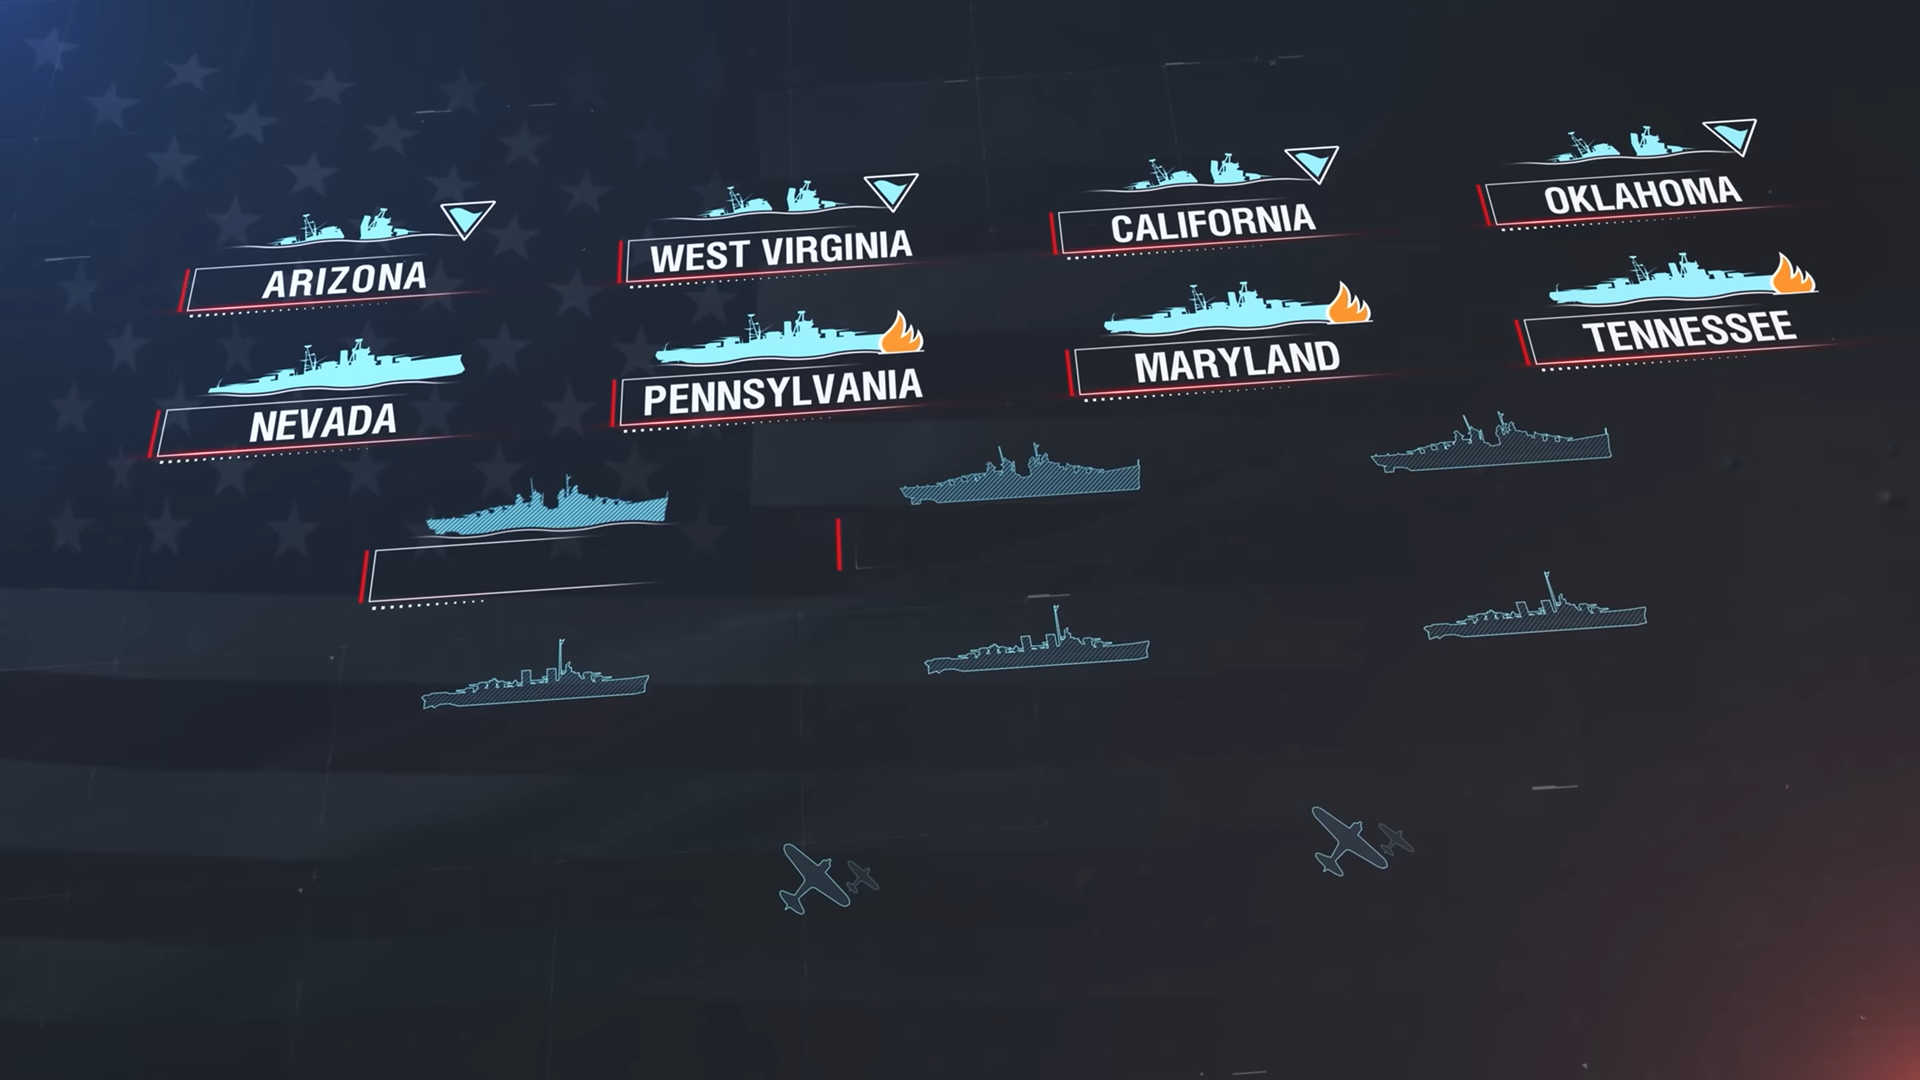 ARIZONA
WEST VIRGINIA
CALIFORNIA
OKLAHOMA
NEVADA
PENNSYLVANIA
MARYLAND
TENNESSEE